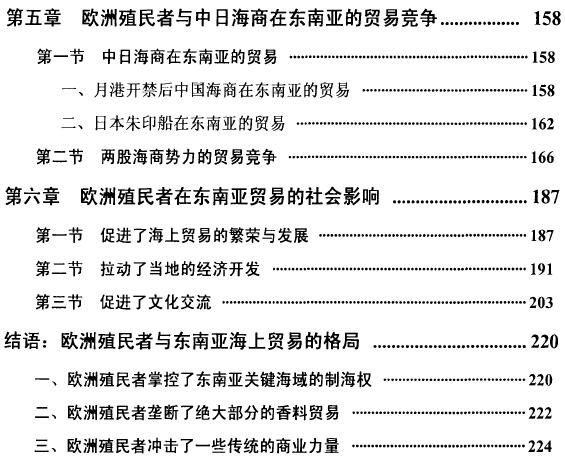 第五章 欧洲殖民者与中日海商在东南亚的贸易竞争 ……………… 158
第一节 中日海商在东南亚的贸易 ……………… 158
一、月港开禁后中国海商在东南亚的贸易 ……………… 158
二、日本朱印船在东南亚的贸易 ……………… 162
第二节 两股海商势力的贸易竞争 ……………… 166
第六章 欧洲殖民者在东南亚贸易的社会影响 ……………… 187
第一节 促进了海上贸易的繁荣与发展 ……………… 187
第二节 拉动了当地的经济开发 ……………… 191
第三节 促进了文化交流 ……………… 203
结语：欧洲殖民者与东南亚海上贸易的格局 ……………… 220
一、欧洲殖民者掌控了东南亚关键海域的制海权 ……………… 220
二、欧洲殖民者垄断了绝大部分的香料贸易 ……………… 222
三、欧洲殖民者冲击了一些传统的商业力量 ……………… 224